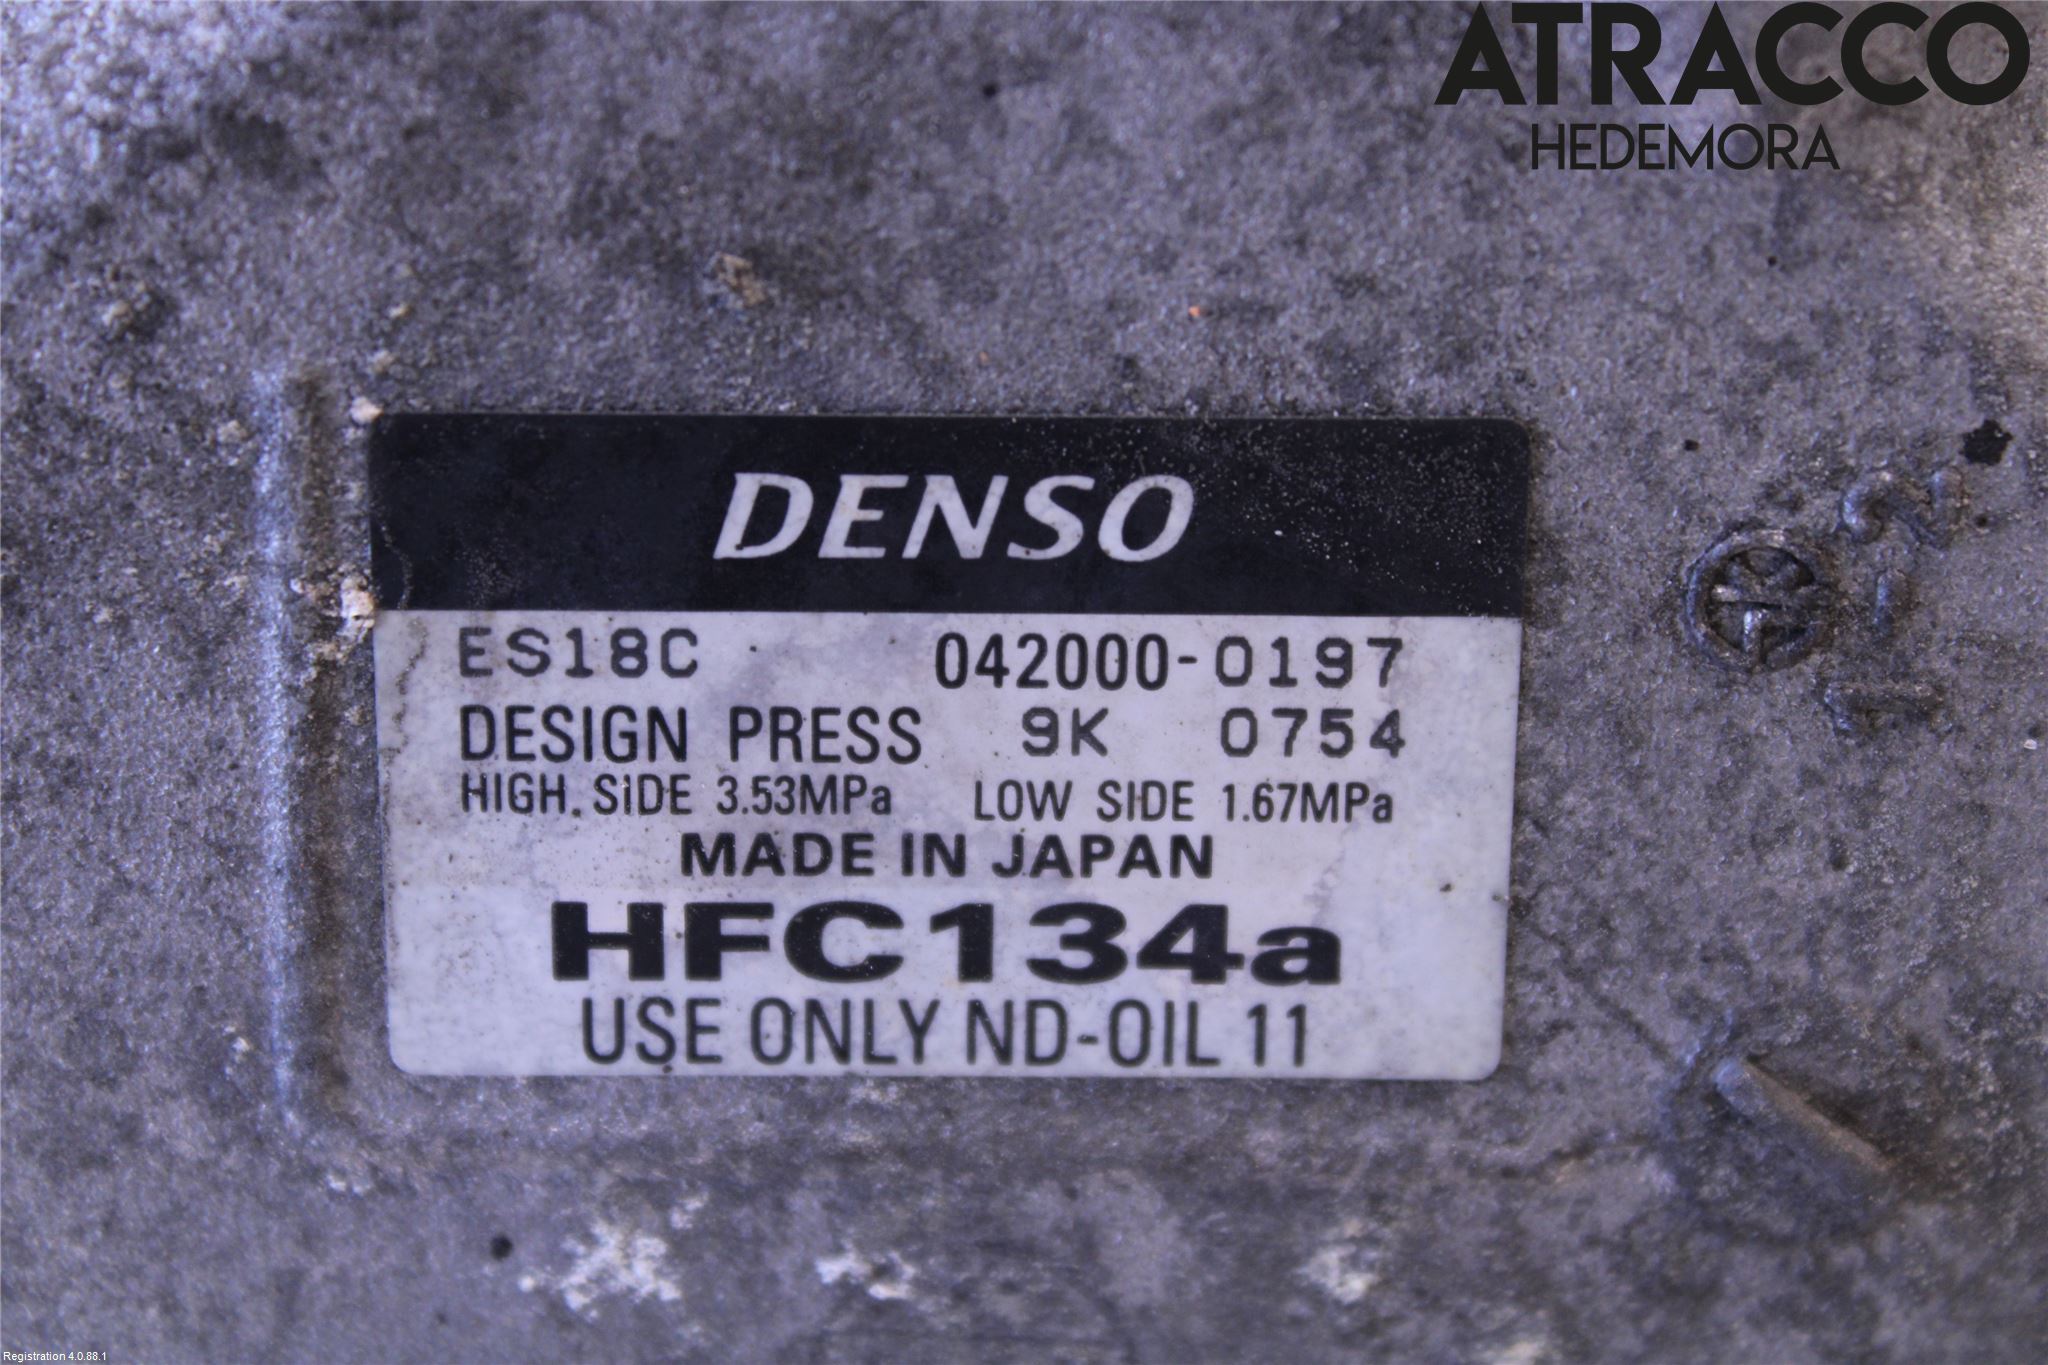 ATRACCO
HEDEMORA
DENSO
ES18C 042000-0197
DESIGN PRESS 9K 0754
HIGH. SIDE 3.53MPa LOW SIDE 1.67MPa
MADE IN JAPAN
HFC134a
USE ONLY ND-OIL 11
Registration 4.0.88.1